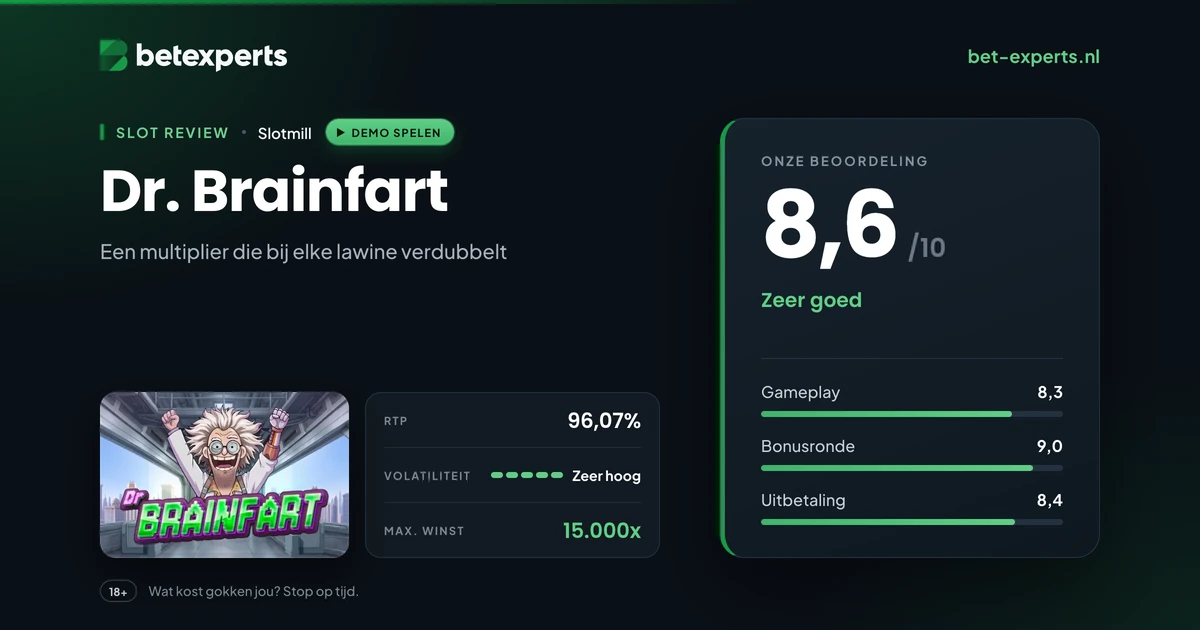 betexperts
bet-experts.nl
SLOT REVIEW • Slotmill ▶ DEMO SPELEN
Dr. Brainfart
Een multiplier die bij elke lawine verdubbelt
Dr
BRAINFART
RTP 96,07%
VOLATILITEIT Zeer hoog
MAX. WINST 15.000x
ONZE BEOORDELING
8,6 /10
Zeer goed
Gameplay 8,3
Bonusronde 9,0
Uitbetaling 8,4
18+ Wat kost gokken jou? Stop op tijd.